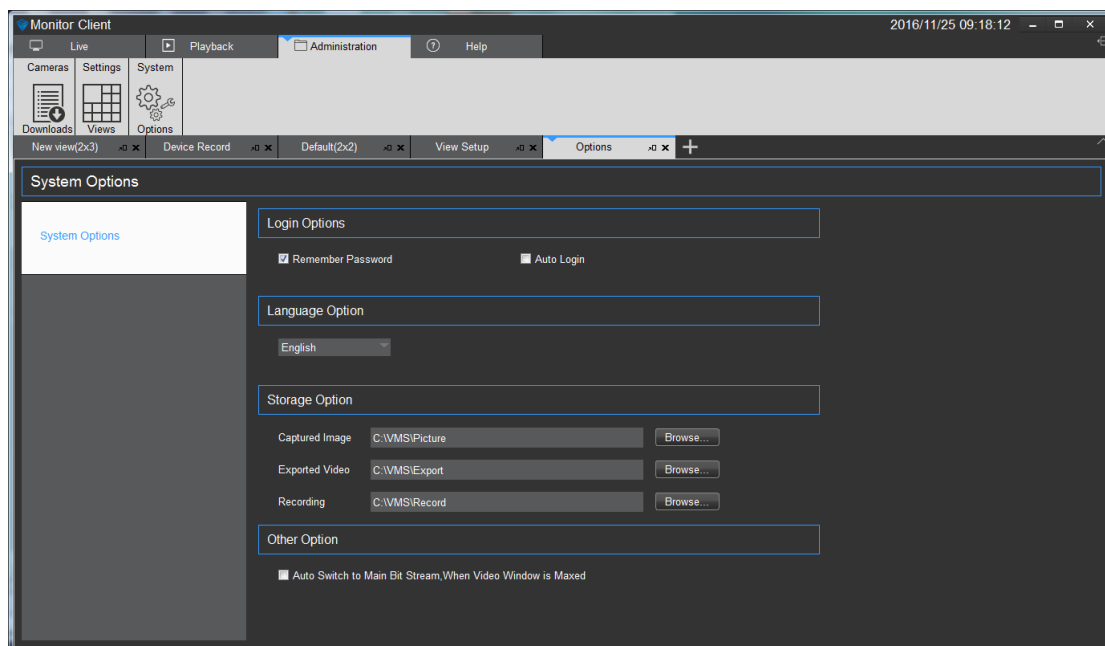 Monitor Client 2016/11/25 09:18:12
Live Playback Administration Help
Cameras Settings System
Downloads Views Options
New view(2x3) Device Record Default(2x2) View Setup Options
System Options
System Options
Login Options
Remember Password Auto Login
Language Option
English
Storage Option
Captured Image C:\VMS\Picture Browse...
Exported Video C:\VMS\Export Browse...
Recording C:\VMS\Record Browse...
Other Option
Auto Switch to Main Bit Stream,When Video Window is Maxed